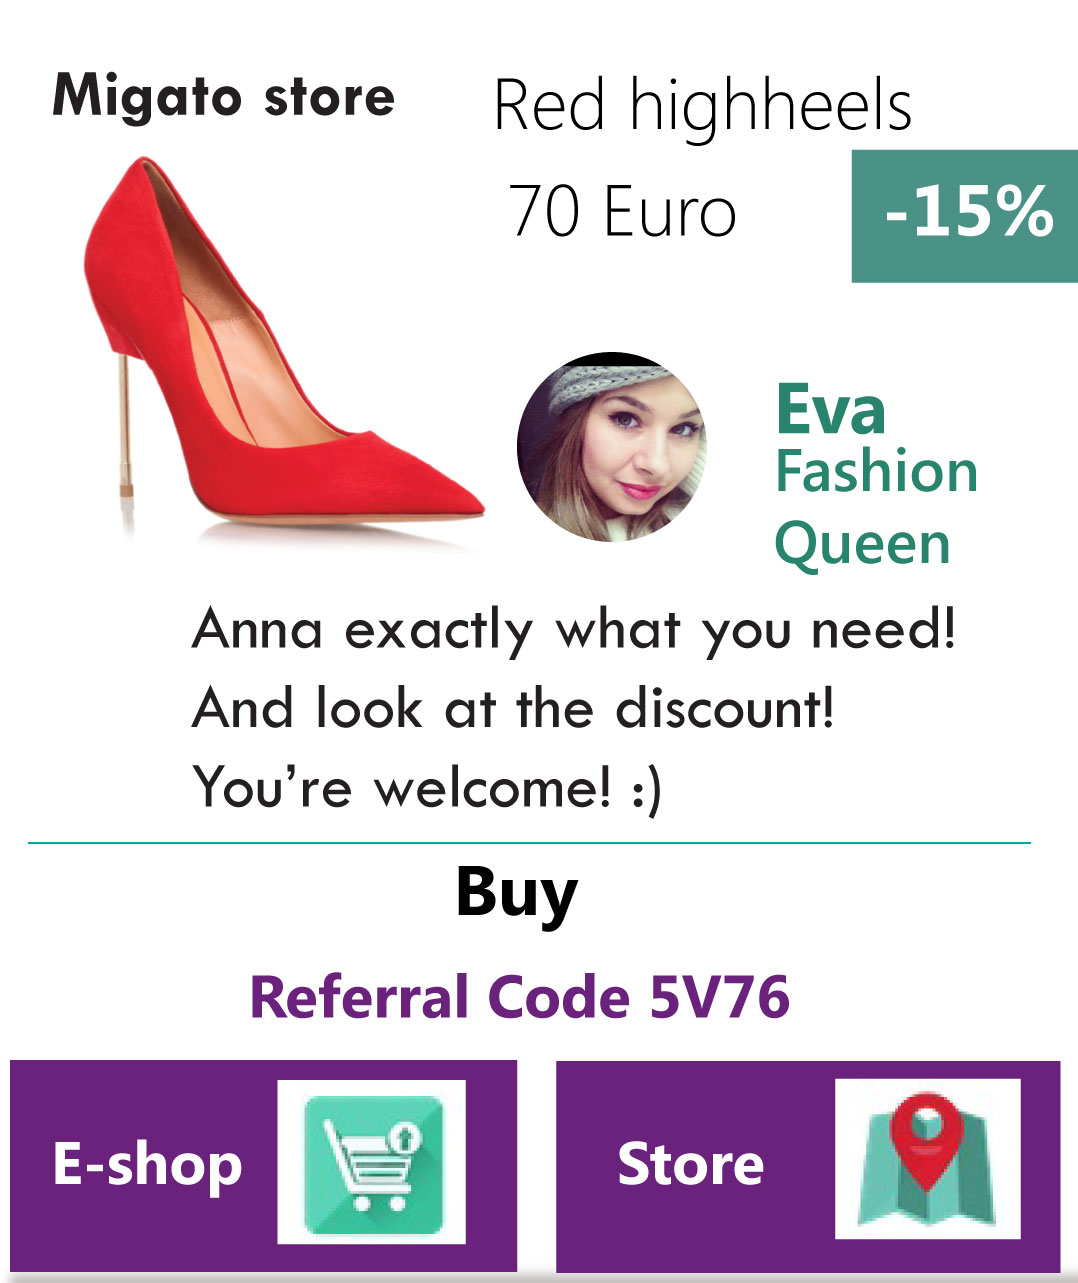 Migato store
Red highheels
70 Euro
-15%
Eva
Fashion
Queen
Anna exactly what you need!
And look at the discount!
You’re welcome! :)
Buy
Referral Code 5V76
E-shop
Store